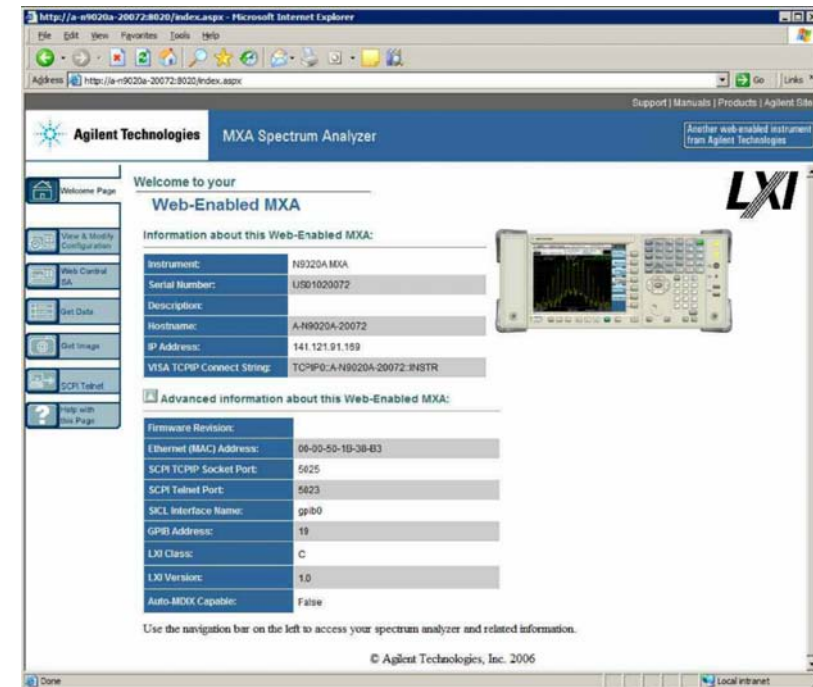 http://a-n9020a-20072:8020/index.aspx - Microsoft Internet Explorer
File Edit View Favorites Tools Help
Address http://a-n9020a-20072:8020/index.aspx Go Links
Support | Manuals | Products | Agilent Site
Agilent Technologies MXA Spectrum Analyzer
Another web-enabled instrument
from Agilent Technologies
Welcome Page
View & Modify
Configuration
Web Control
SA
Get Data
Get Image
SCPI Telnet
Help with
this Page
Welcome to your
Web-Enabled MXA
LXI
Information about this Web-Enabled MXA:
Instrument: N9020A MXA
Serial Number: US01020072
Description:
Hostname: A-N9020A-20072
IP Address: 141.121.91.169
VISA TCPIP Connect String: TCPIP0::A-N9020A-20072::INSTR
Advanced information about this Web-Enabled MXA:
Firmware Revision:
Ethernet (MAC) Address:
SCPI TCPIP Socket Port: 5025
SCPI Telnet Port: 5023
SICL Interface Name: gpib0
GPIB Address: 19
LXI Class: C
LXI Version: 1.0
Auto-MDIX Capable: False
Use the navigation bar on the left to access your spectrum analyzer and related information.
© Agilent Technologies, Inc. 2006
Done Local intranet